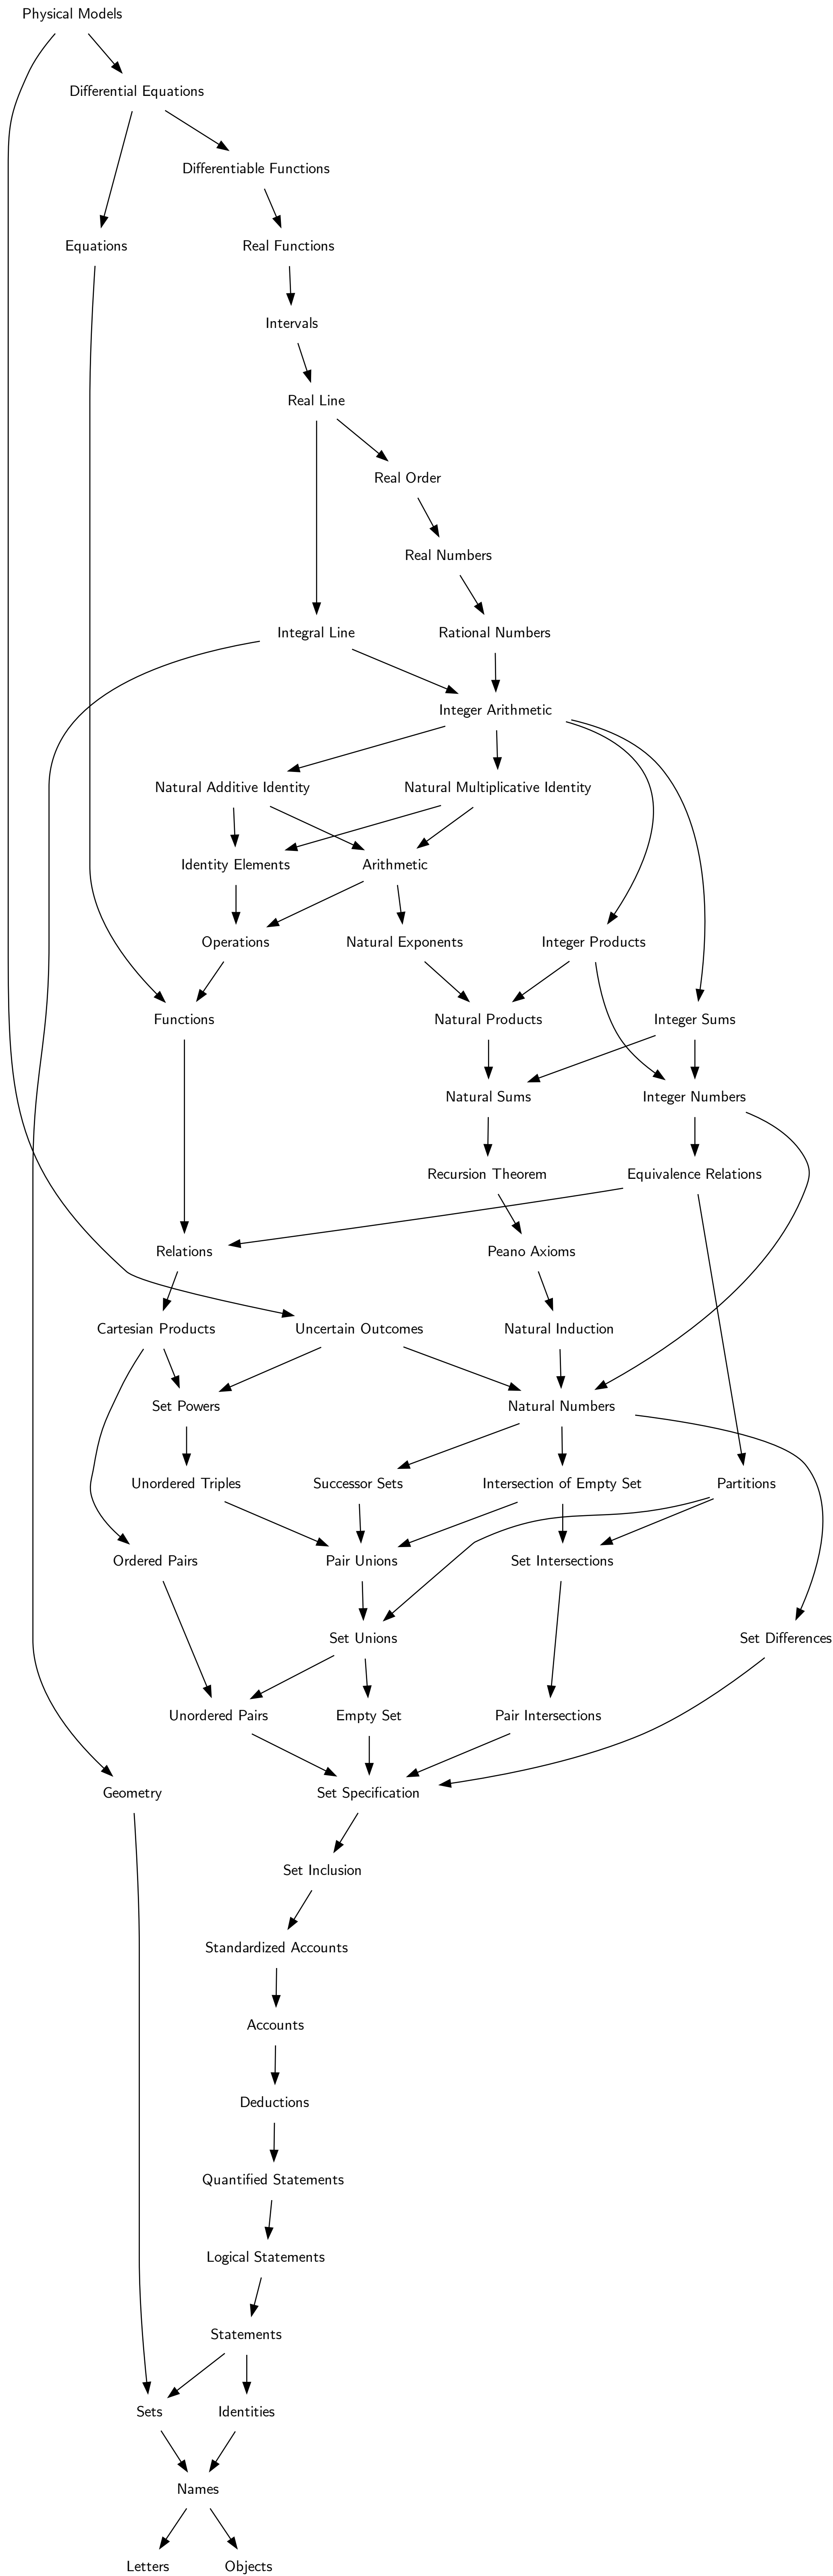 Physical Models
Differential Equations
Differentiable Functions
Equations
Real Functions
Intervals
Real Line
Real Order
Real Numbers
Integral Line
Rational Numbers
Integer Arithmetic
Natural Additive Identity
Natural Multiplicative Identity
Identity Elements
Arithmetic
Operations
Natural Exponents
Integer Products
Functions
Natural Products
Integer Sums
Natural Sums
Integer Numbers
Recursion Theorem
Equivalence Relations
Relations
Peano Axioms
Cartesian Products
Uncertain Outcomes
Natural Induction
Set Powers
Natural Numbers
Unordered Triples
Successor Sets
Intersection of Empty Set
Partitions
Ordered Pairs
Pair Unions
Set Intersections
Set Unions
Set Differences
Unordered Pairs
Empty Set
Pair Intersections
Geometry
Set Specification
Set Inclusion
Standardized Accounts
Accounts
Deductions
Quantified Statements
Logical Statements
Statements
Sets
Identities
Names
Letters
Objects